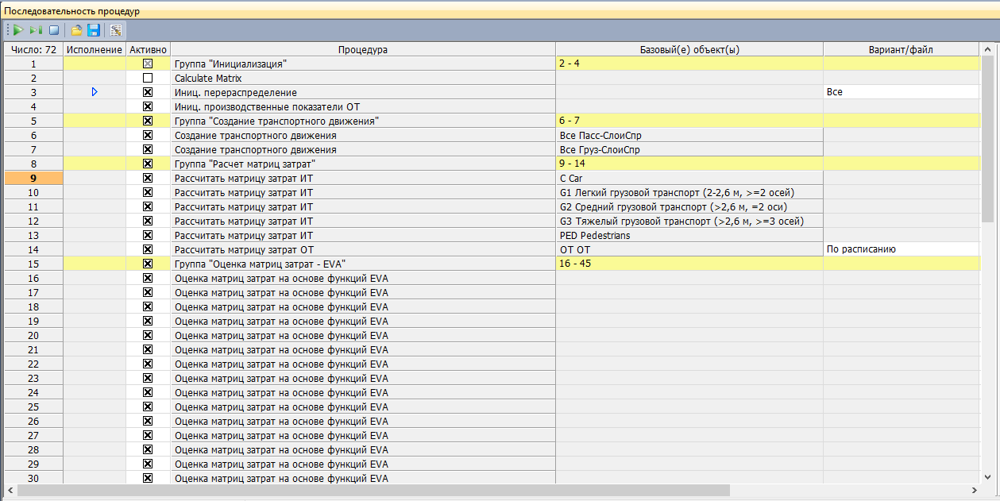 Последовательность процедур
Число: 72 Исполнение Активно Процедура Базовый(е) объект(ы) Вариант/файл
1 Группа "Инициализация" 2 - 4
2 Calculate Matrix
3 Иниц. перераспределение Все
4 Иниц. производственные показатели ОТ
5 Группа "Создание транспортного движения" 6 - 7
6 Создание транспортного движения Все Пасс-СлоиСпр
7 Создание транспортного движения Все Груз-СлоиСпр
8 Группа "Расчет матриц затрат" 9 - 14
9 Рассчитать матрицу затрат ИТ C Car
10 Рассчитать матрицу затрат ИТ G1 Легкий грузовой транспорт (2-2,6 м, >=2 осей)
11 Рассчитать матрицу затрат ИТ G2 Средний грузовой транспорт (>2,6 м, =2 оси)
12 Рассчитать матрицу затрат ИТ G3 Тяжелый грузовой транспорт (>2,6 м, >=3 осей)
13 Рассчитать матрицу затрат ИТ PED Pedestrians
14 Рассчитать матрицу затрат ОТ ОТ ОТ По расписанию
15 Группа "Оценка матриц затрат - EVA" 16 - 45
16 Оценка матриц затрат на основе функций EVA
17 Оценка матриц затрат на основе функций EVA
18 Оценка матриц затрат на основе функций EVA
19 Оценка матриц затрат на основе функций EVA
20 Оценка матриц затрат на основе функций EVA
21 Оценка матриц затрат на основе функций EVA
22 Оценка матриц затрат на основе функций EVA
23 Оценка матриц затрат на основе функций EVA
24 Оценка матриц затрат на основе функций EVA
25 Оценка матриц затрат на основе функций EVA
26 Оценка матриц затрат на основе функций EVA
27 Оценка матриц затрат на основе функций EVA
28 Оценка матриц затрат на основе функций EVA
29 Оценка матриц затрат на основе функций EVA
30 Оценка матриц затрат на основе функций EVA